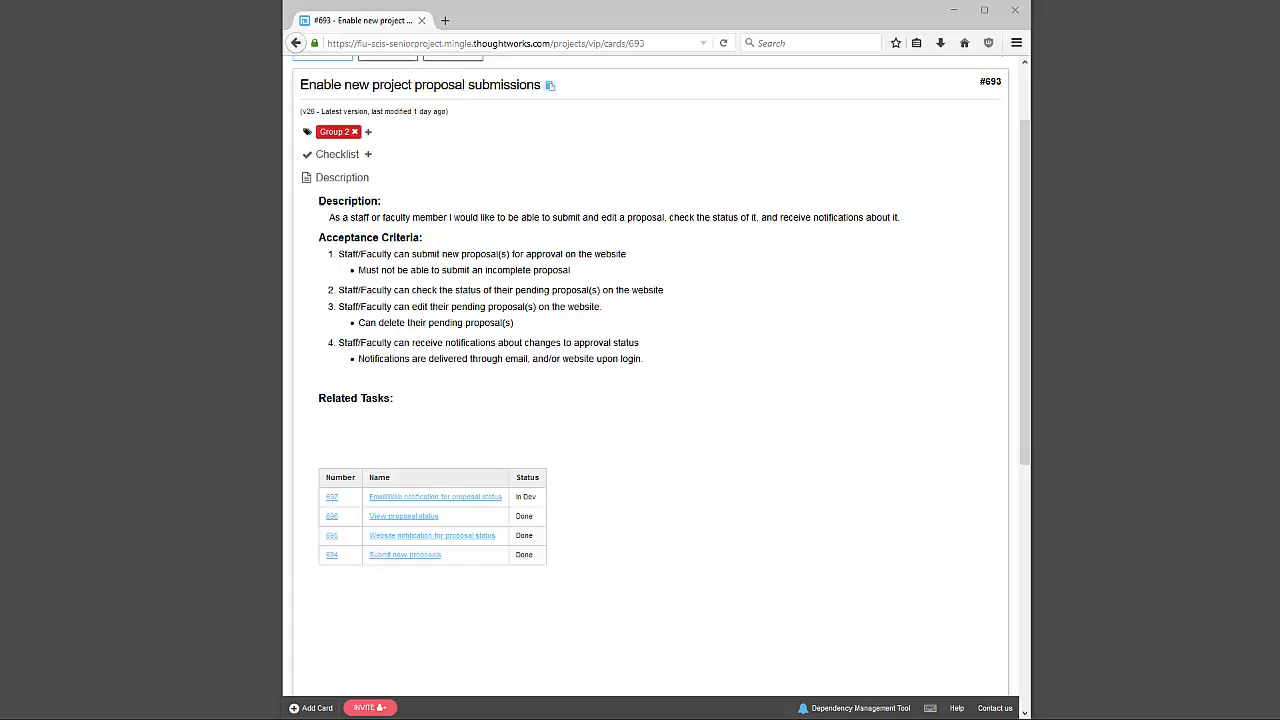 #693 - Enable new project ...
https://fiu-scis-seniorproject.mingle.thoughtworks.com/projects/vip/cards/693
Search
Enable new project proposal submissions
#693
(v26 - Latest version, last modified 1 day ago)
Group 2
Checklist
Description
Description:
As a staff or faculty member I would like to be able to submit and edit a proposal, check the status of it, and receive notifications about it.
Acceptance Criteria:
1. Staff/Faculty can submit new proposal(s) for approval on the website
• Must not be able to submit an incomplete proposal
2. Staff/Faculty can check the status of their pending proposal(s) on the website
3. Staff/Faculty can edit their pending proposal(s) on the website.
• Can delete their pending proposal(s)
4. Staff/Faculty can receive notifications about changes to approval status
• Notifications are delivered through email, and/or website upon login.
Related Tasks:
Number Name Status
697 Email/Web notification for proposal status In Dev
696 View proposal status Done
695 Website notification for proposal status Done
694 Submit new proposals Done
Add Card INVITE Dependency Management Tool Help Contact us